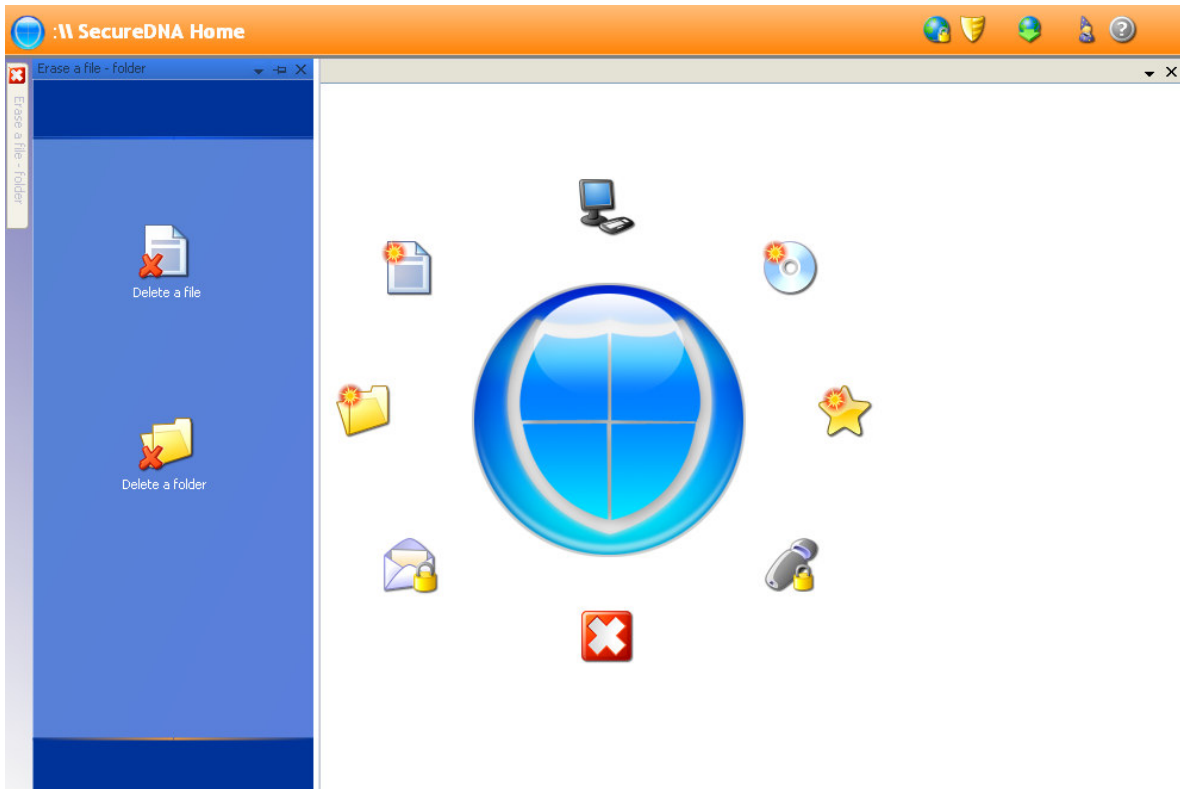 :\\ SecureDNA Home
Erase a file - folder
Erase a file - folder
Delete a file
Delete a folder